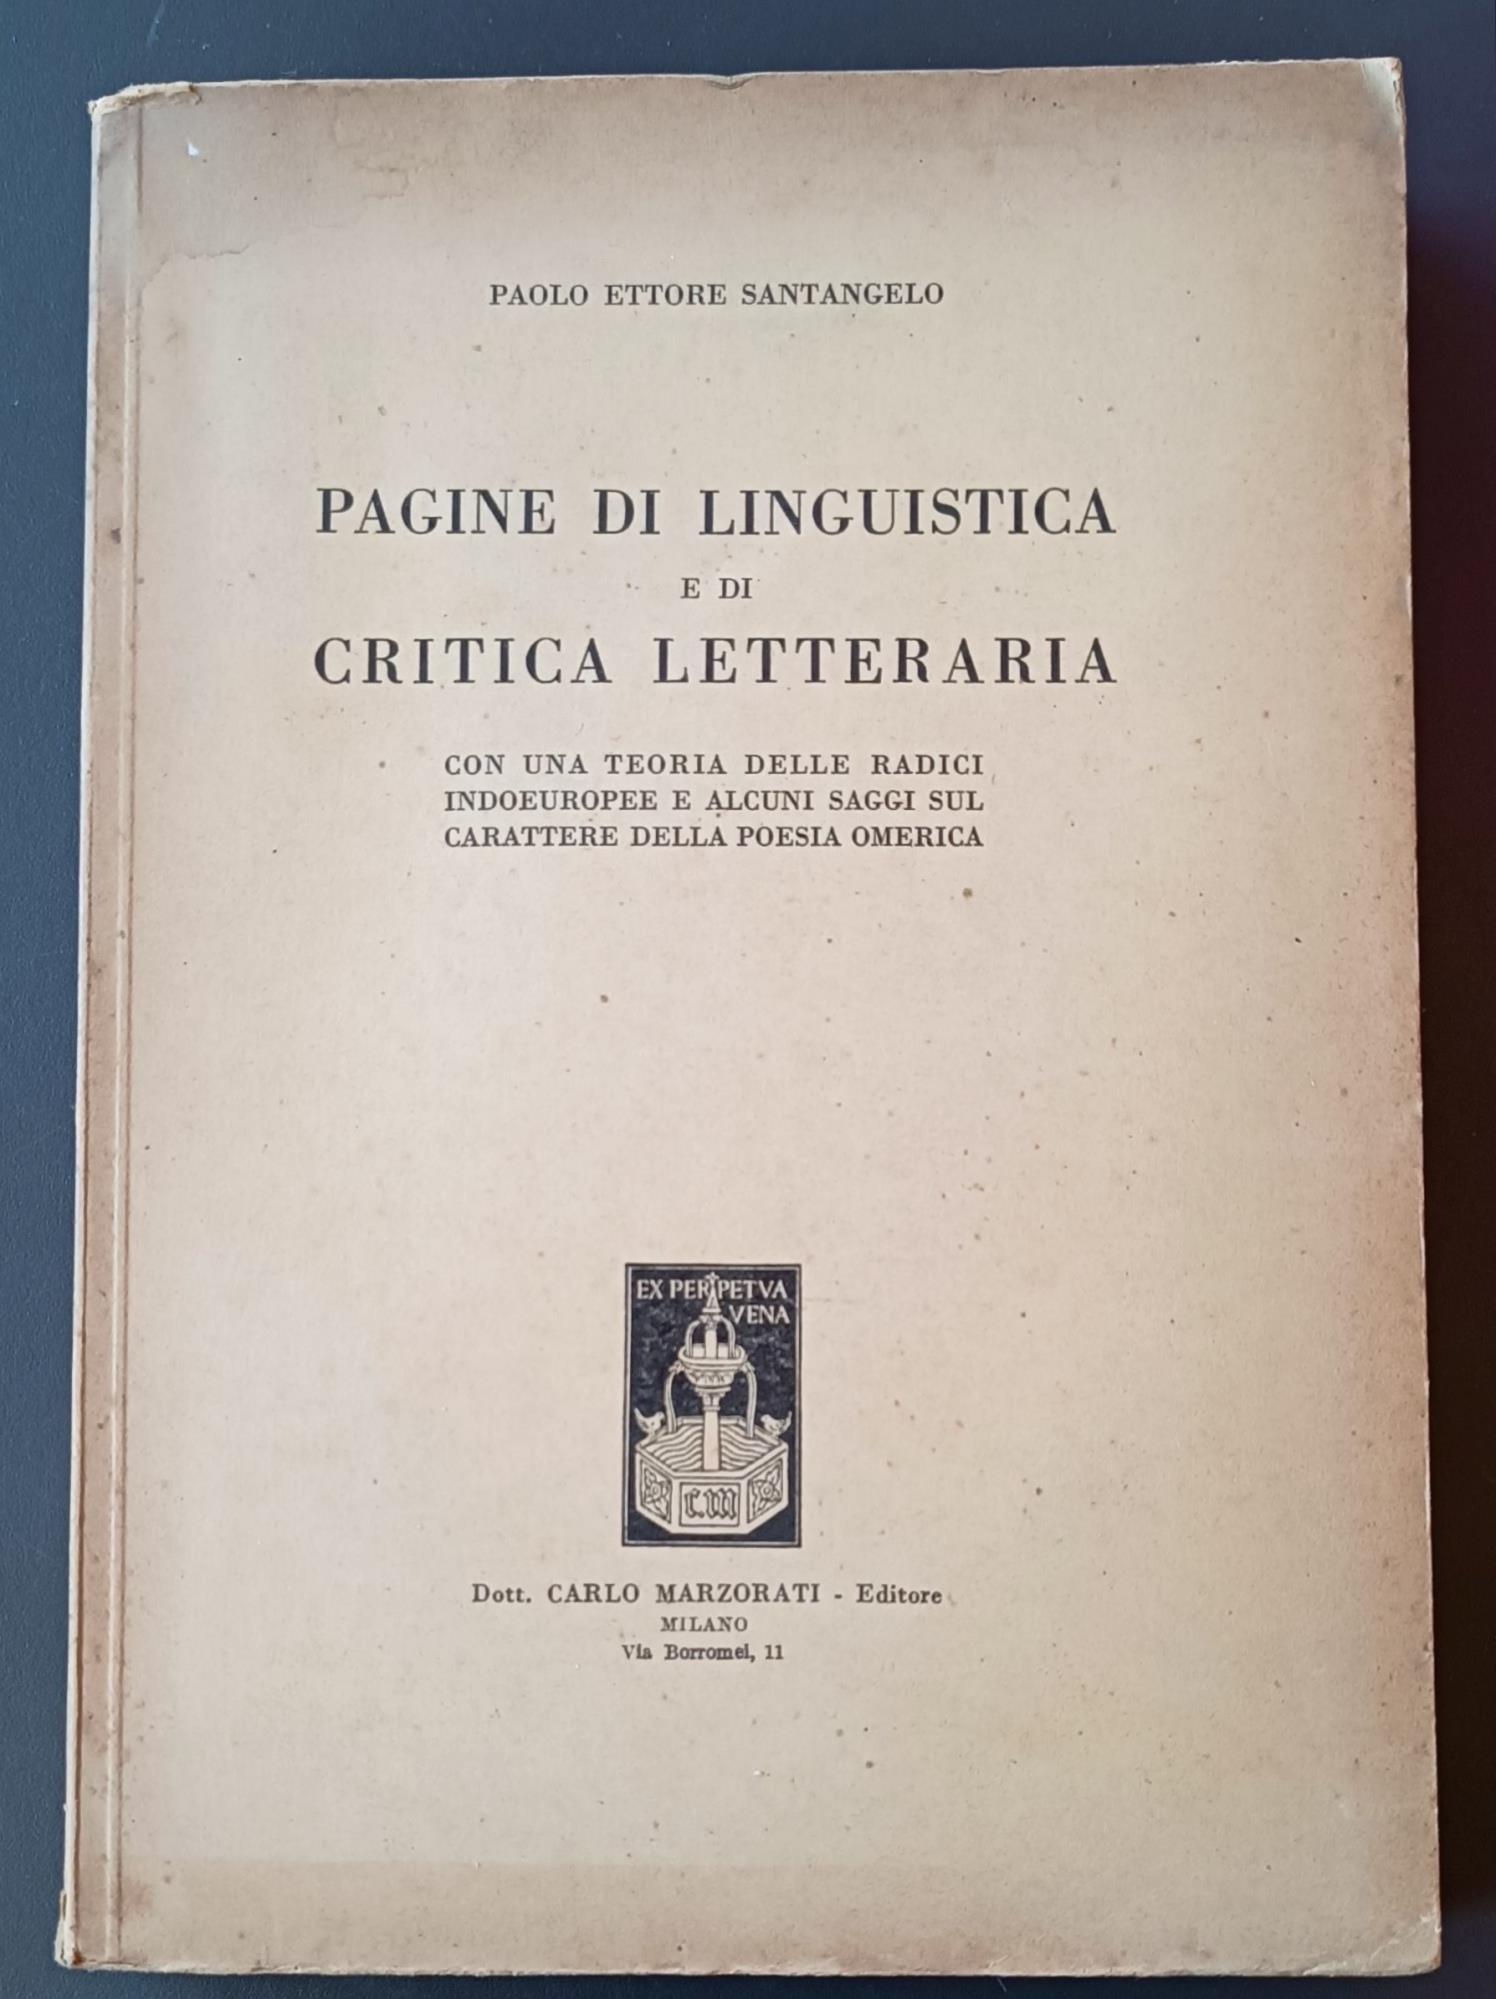 PAOLO ETTORE SANTANGELO
PAGINE DI LINGUISTICA
E DI
CRITICA LETTERARIA
CON UNA TEORIA DELLE RADICI
INDOEUROPEE E ALCUNI SAGGI SUL
CARATTERE DELLA POESIA OMERICA
EX PERPETVA
VENA
C.M
Dott. CARLO MARZORATI - Editore
MILANO
Via Borromei, 11